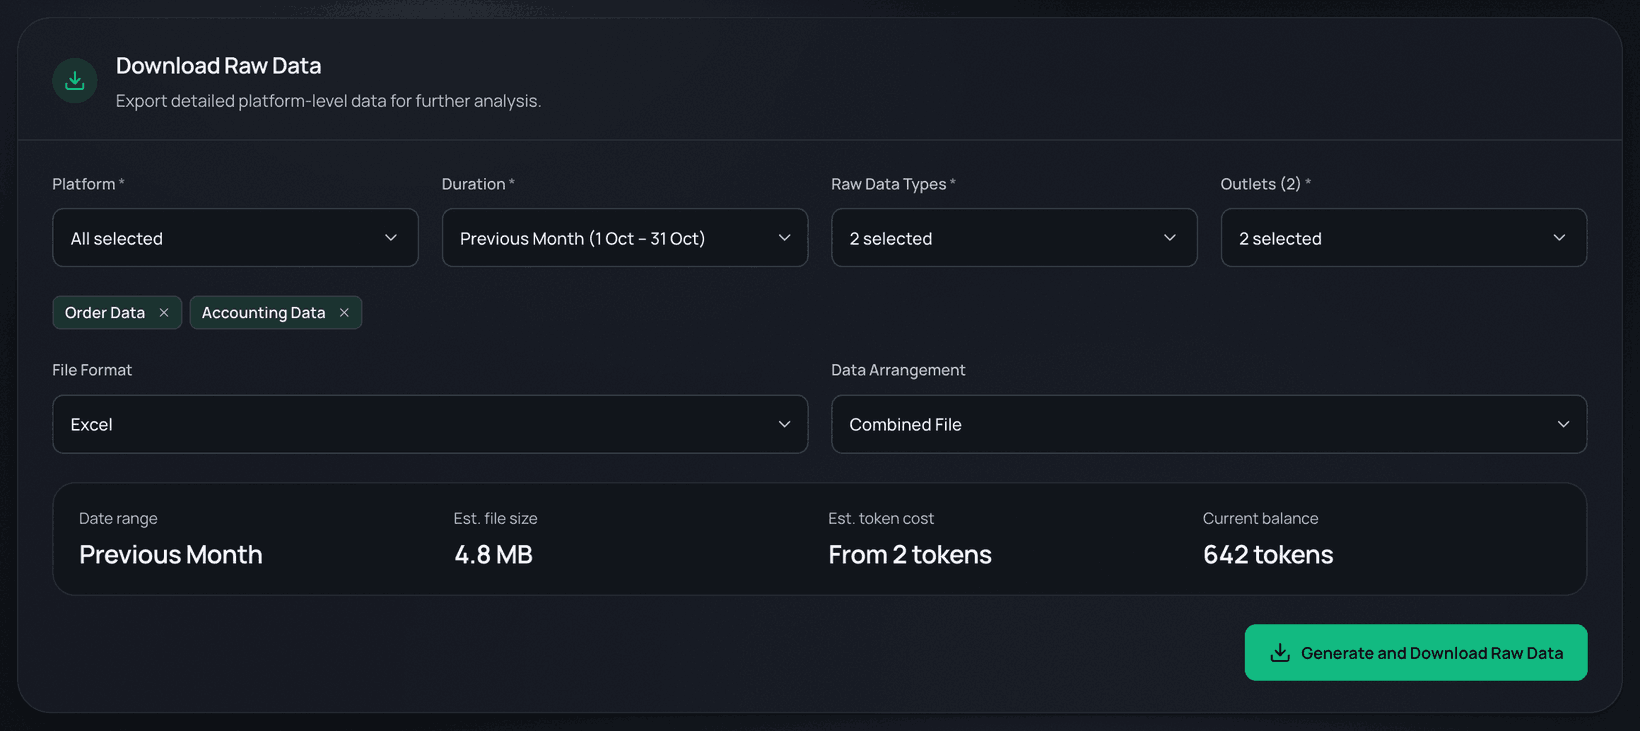 Download Raw Data
Export detailed platform-level data for further analysis.
Platform *
Duration *
Raw Data Types *
Outlets (2) *
All selected
Previous Month (1 Oct – 31 Oct)
2 selected
2 selected
Order Data ×
Accounting Data ×
File Format
Data Arrangement
Excel
Combined File
Date range
Est. file size
Est. token cost
Current balance
Previous Month
4.8 MB
From 2 tokens
642 tokens
Generate and Download Raw Data